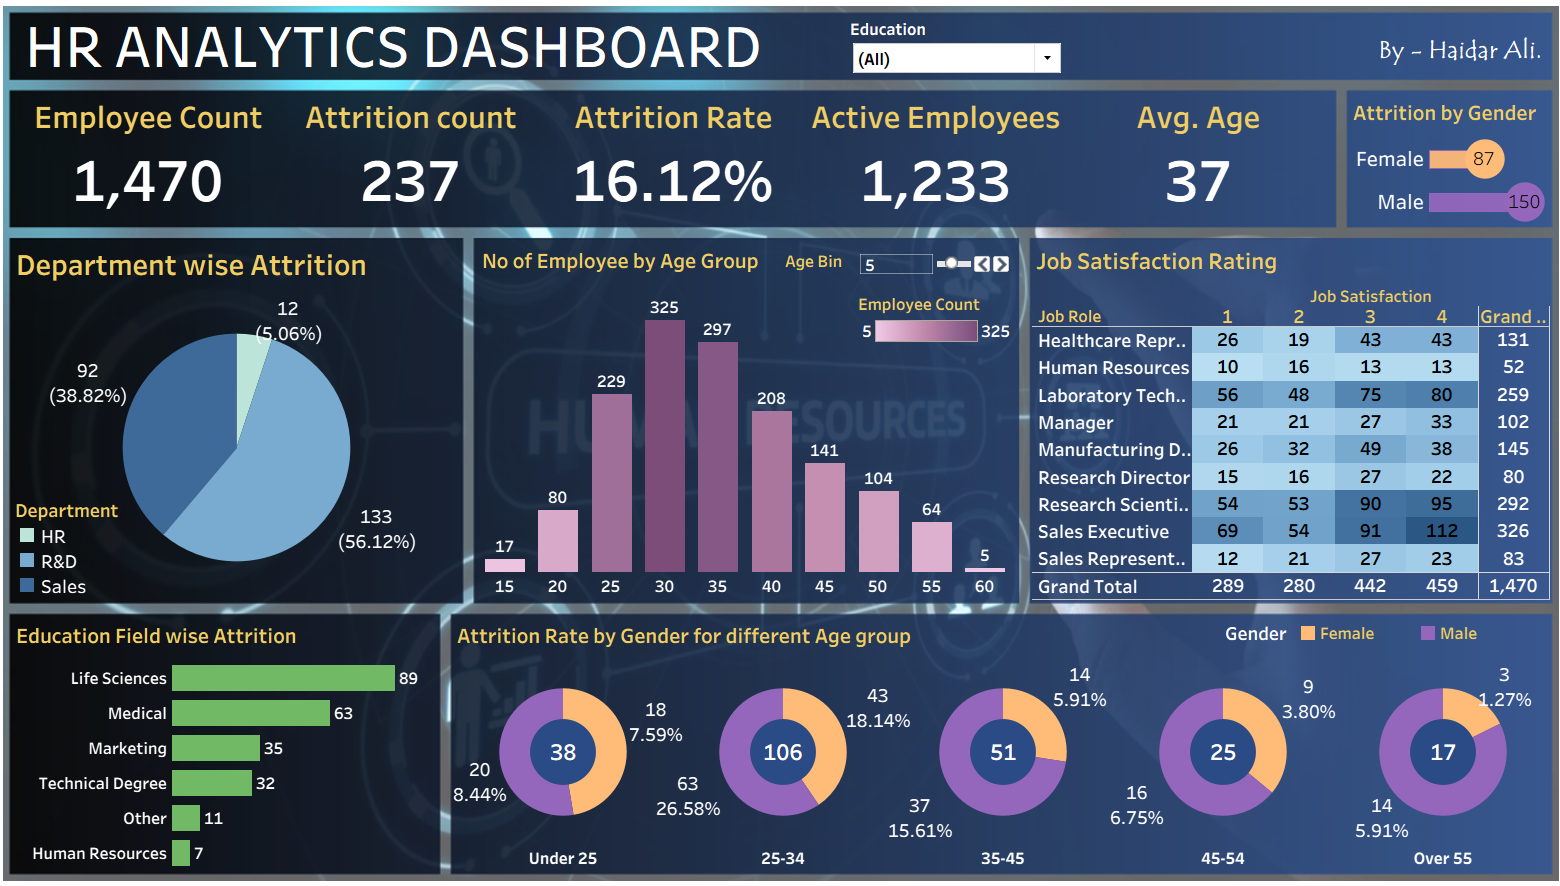 HR ANALYTICS DASHBOARD
Education
(All)
By - Haidar Ali.
Employee Count Attrition count Attrition Rate Active Employees Avg. Age
1,470 237 16.12% 1,233 37
Attrition by Gender
Female 87
Male 150
Department wise Attrition
12
(5.06%)
92
(38.82%)
133
(56.12%)
Department
HR
R&D
Sales
No of Employee by Age Group
Age Bin 5
Employee Count
5 325
17 80 229 325 297 208 141 104 64 5
15 20 25 30 35 40 45 50 55 60
HUMAN RESOURCES
Job Satisfaction Rating
Job Satisfaction
Job Role 1 2 3 4 Grand ..
Healthcare Repr.. 26 19 43 43 131
Human Resources 10 16 13 13 52
Laboratory Tech.. 56 48 75 80 259
Manager 21 21 27 33 102
Manufacturing D.. 26 32 49 38 145
Research Director 15 16 27 22 80
Research Scienti.. 54 53 90 95 292
Sales Executive 69 54 91 112 326
Sales Represent.. 12 21 27 23 83
Grand Total 289 280 442 459 1,470
Education Field wise Attrition
Life Sciences 89
Medical 63
Marketing 35
Technical Degree 32
Other 11
Human Resources 7
Attrition Rate by Gender for different Age group
Gender Female Male
18
7.59%
38
20
8.44%
Under 25
43
18.14%
106
63
26.58%
25-34
14
5.91%
51
37
15.61%
35-45
9
3.80%
25
16
6.75%
45-54
3
1.27%
17
14
5.91%
Over 55